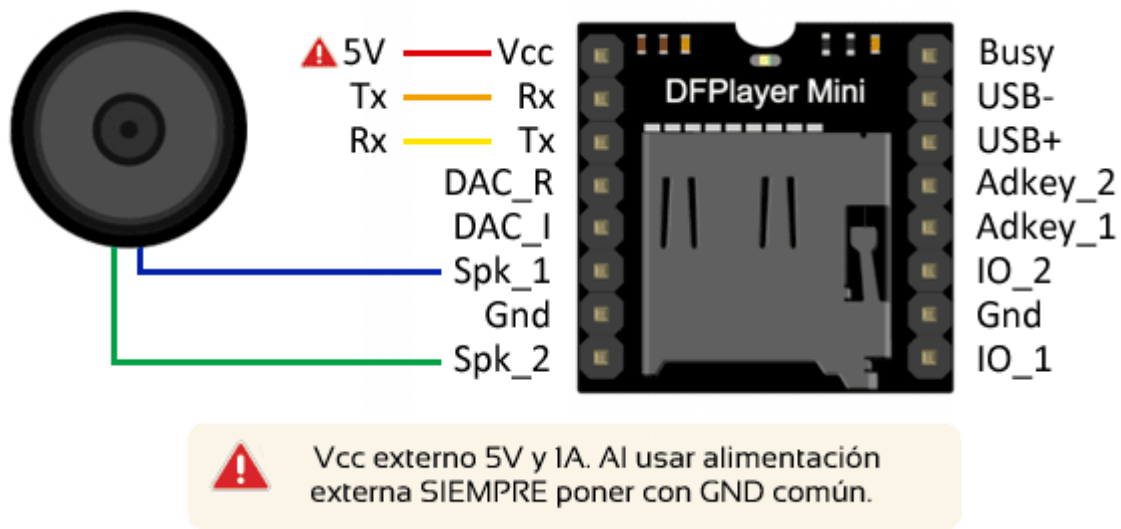 5V Vcc
Tx Rx
Rx Tx
DAC_R
DAC_I
Spk_1
Gnd
Spk_2
DFPlayer Mini
Busy
USB-
USB+
Adkey_2
Adkey_1
IO_2
Gnd
IO_1
Vcc externo 5V y 1A. Al usar alimentación
externa SIEMPRE poner con GND común.